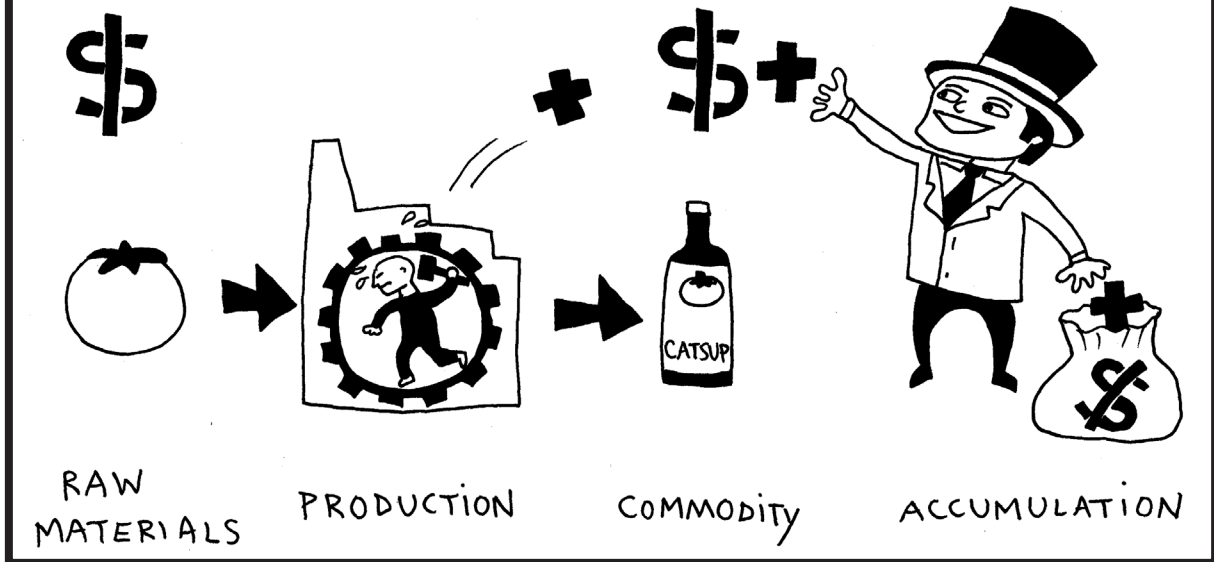 $
$+
+
CATSUP
+
$
RAW
MATERIALS
PRODUCTION
COMMODITY
ACCUMULATION